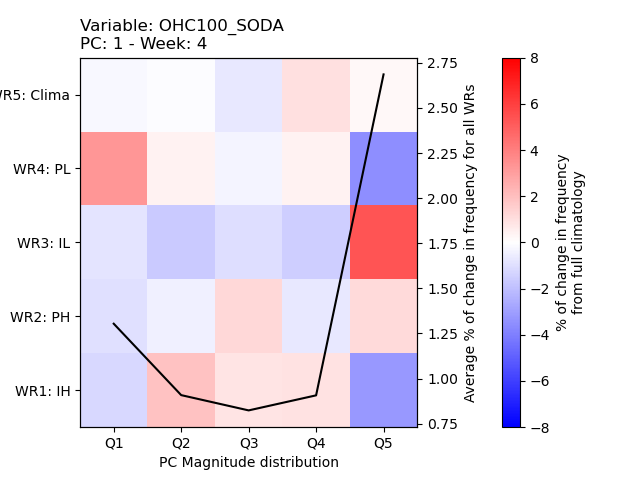 Variable: OHC100_SODA
PC: 1 - Week: 4
R5: Clima
WR4: PL
WR3: IL
WR2: PH
WR1: IH
Q1 Q2 Q3 Q4 Q5
PC Magnitude distribution
2.75
2.50
2.25
2.00
1.75
1.50
1.25
1.00
0.75
Average % of change in frequency for all WRs
8
6
4
2
0
−2
−4
−6
−8
% of change in frequency
from full climatology